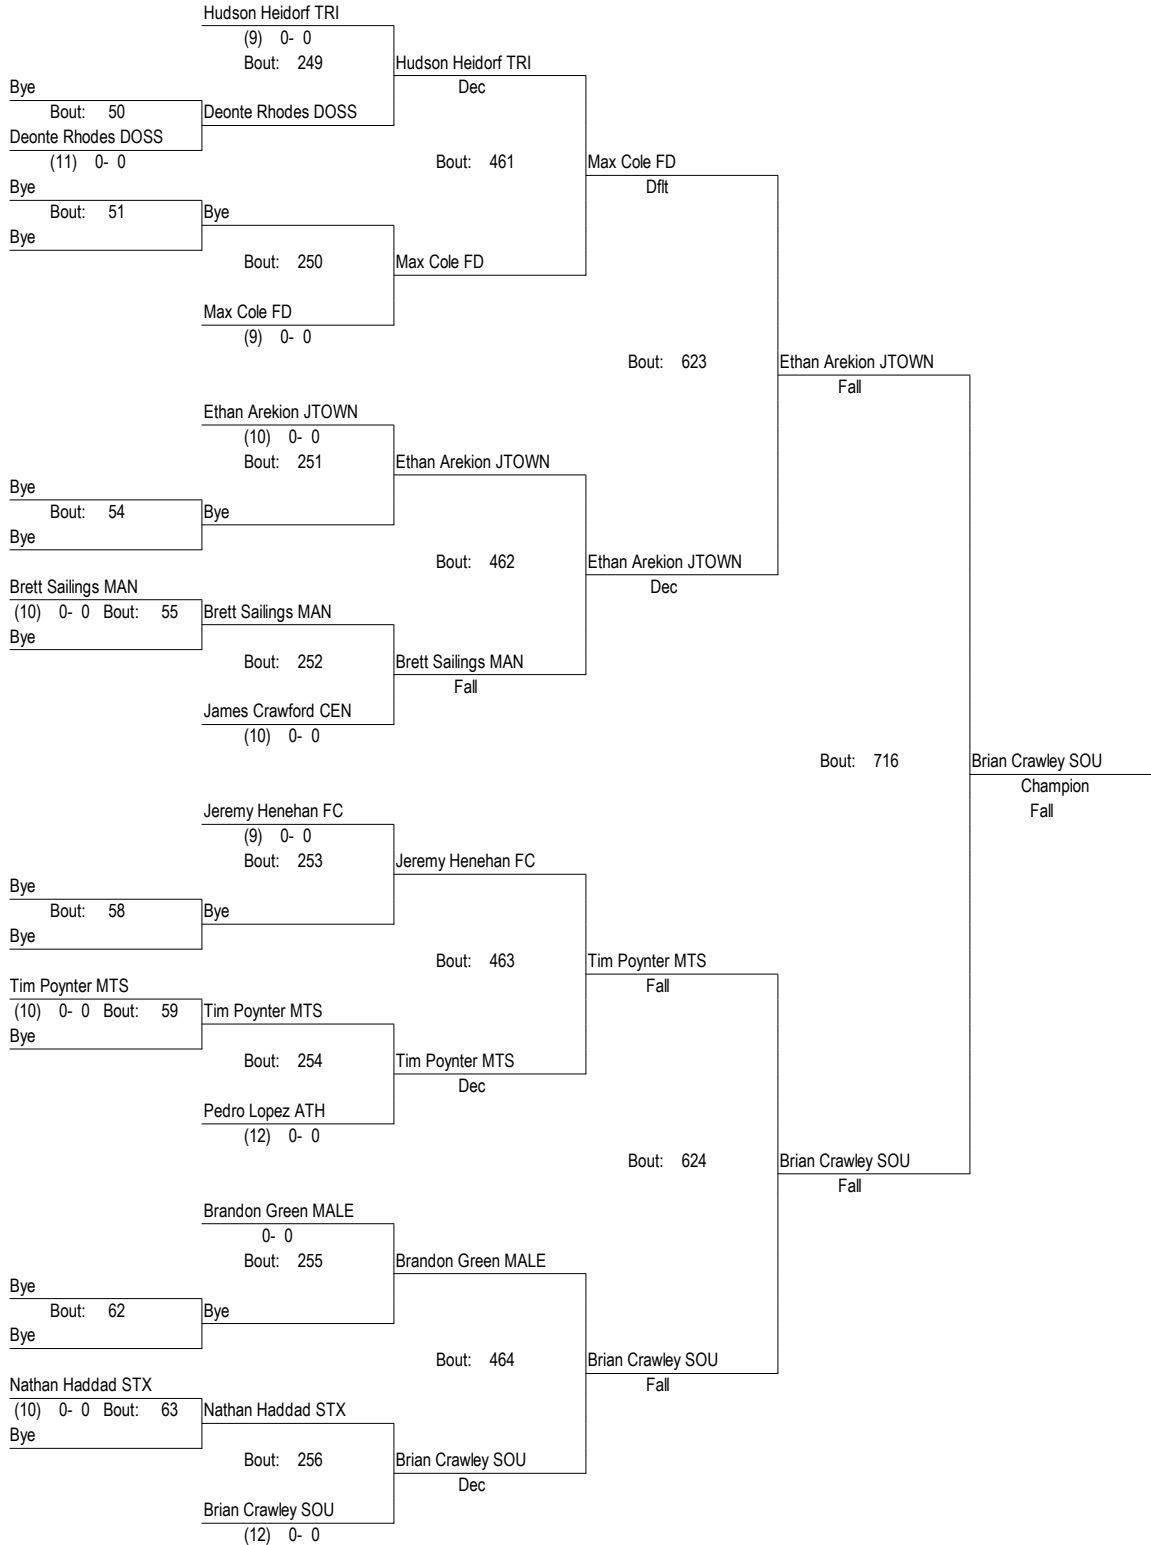 Hudson Heidorf TRI
(9) 0- 0
Bout: 249
Hudson Heidorf TRI
Dec
Bye
Bout: 50
Deonte Rhodes DOSS
Deonte Rhodes DOSS
(11) 0- 0
Bout: 461
Max Cole FD
Dflt
Bye
Bout: 51
Bye
Bye
Bout: 250
Max Cole FD
Max Cole FD
(9) 0- 0
Bout: 623
Ethan Arekion JTOWN
Fall
Ethan Arekion JTOWN
(10) 0- 0
Bout: 251
Ethan Arekion JTOWN
Bye
Bout: 54
Bye
Bye
Bout: 462
Ethan Arekion JTOWN
Dec
Brett Sailings MAN
(10) 0- 0 Bout: 55
Brett Sailings MAN
Bye
Bout: 252
Brett Sailings MAN
Fall
James Crawford CEN
(10) 0- 0
Bout: 716
Brian Crawley SOU
Champion
Fall
Jeremy Henehan FC
(9) 0- 0
Bout: 253
Jeremy Henehan FC
Bye
Bout: 58
Bye
Bye
Bout: 463
Tim Poynter MTS
Fall
Tim Poynter MTS
(10) 0- 0 Bout: 59
Tim Poynter MTS
Bye
Bout: 254
Tim Poynter MTS
Dec
Pedro Lopez ATH
(12) 0- 0
Bout: 624
Brian Crawley SOU
Fall
Brandon Green MALE
0- 0
Bout: 255
Brandon Green MALE
Bye
Bout: 62
Bye
Bye
Bout: 464
Brian Crawley SOU
Fall
Nathan Haddad STX
(10) 0- 0 Bout: 63
Nathan Haddad STX
Bye
Bout: 256
Brian Crawley SOU
Dec
Brian Crawley SOU
(12) 0- 0